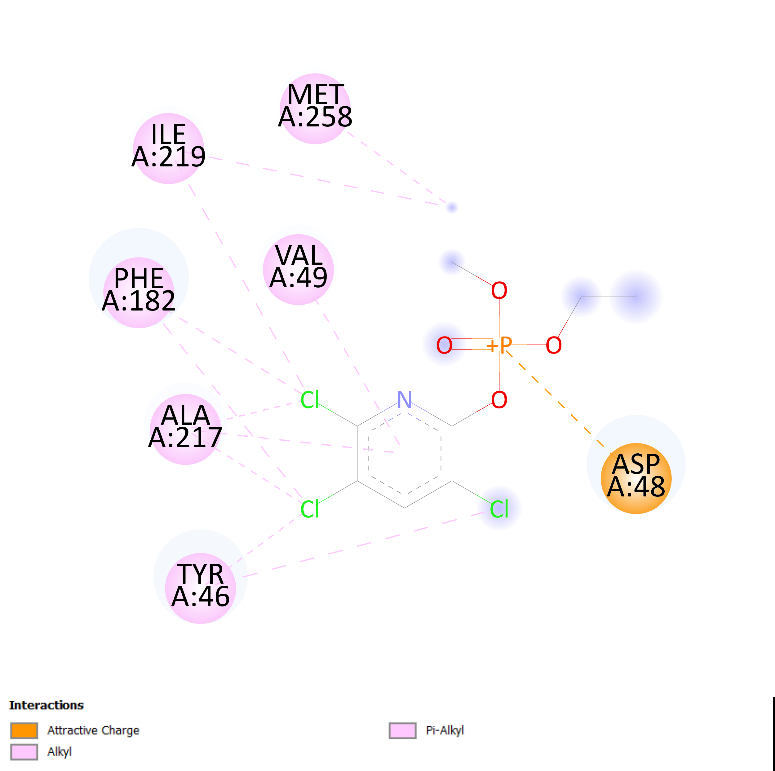 MET
A:258
ILE
A:219
VAL
A:49
PHE
A:182
O
O
+P
O
Cl
N
O
ALA
A:217
ASP
A:48
Cl
Cl
TYR
A:46
Interactions
Attractive Charge
Pi-Alkyl
Alkyl